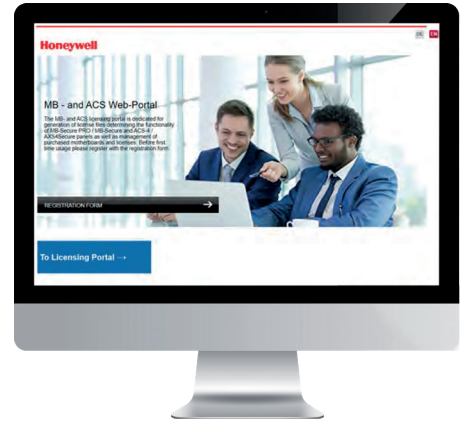 DE EN
Honeywell
MB - and ACS Web-Portal
The MB- and ACS licensing portal is dedicated for
generation of license files determining the functionality
of MB-Secure PRO / MB-Secure and ACS-4 /
AXS4Secure panels as well as management of
purchased motherboards and licenses. Before first
time usage please register with the registration form.
REGISTRATION FORM →
To Licensing Portal →